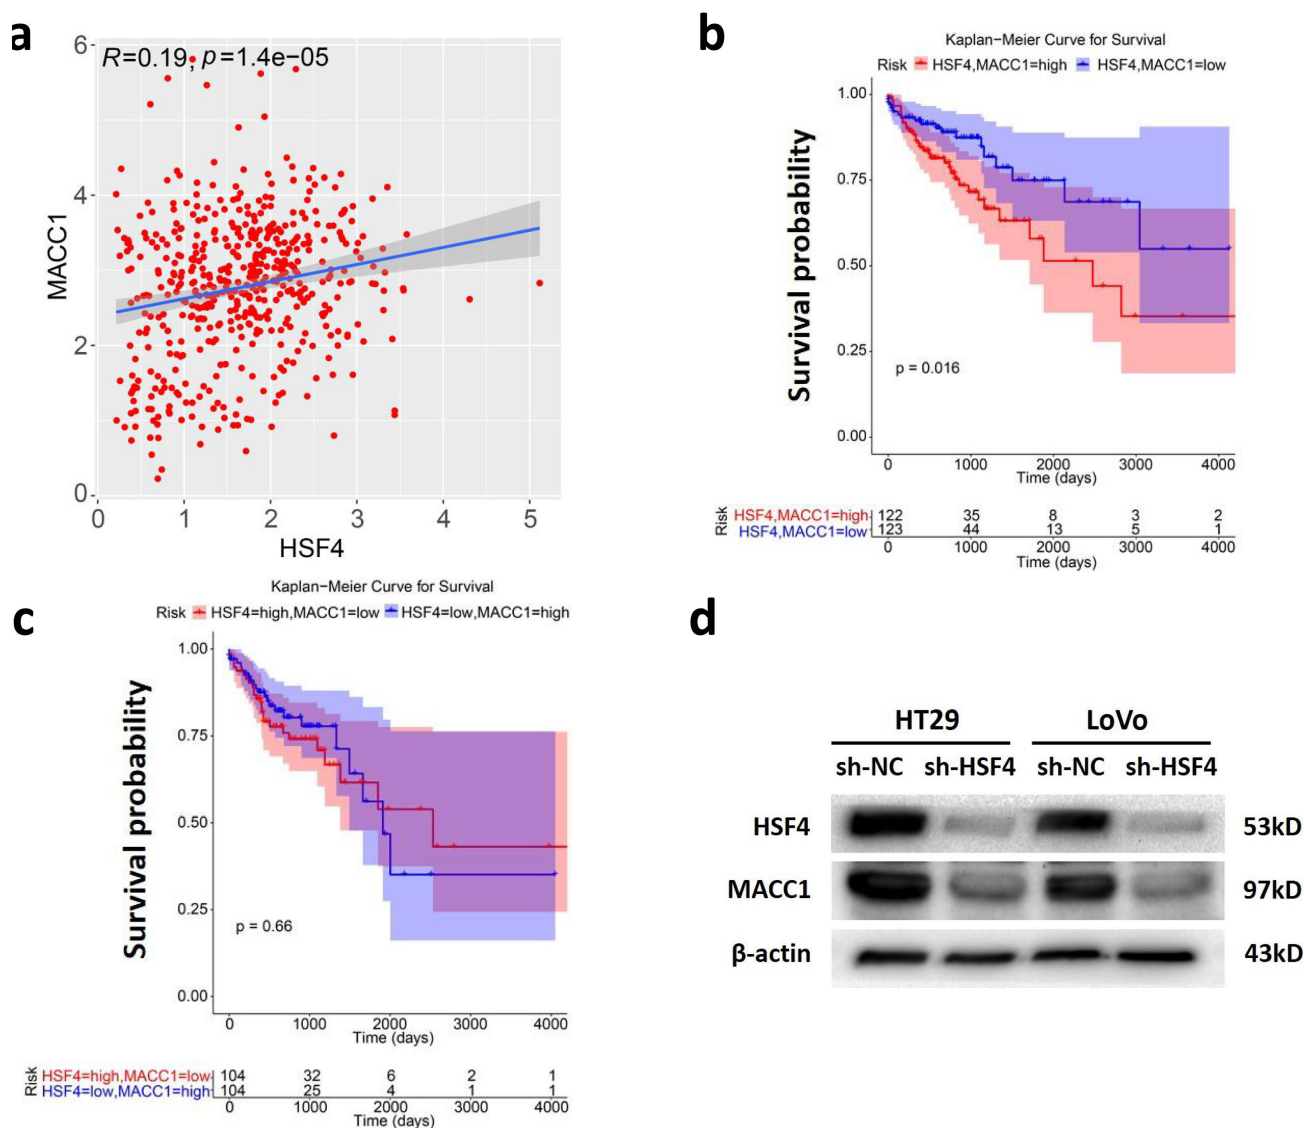 a
R=0.19, p=1.4e−05
6
4
2
0
MACC1
0 1 2 3 4 5
HSF4
b
Kaplan−Meier Curve for Survival
Risk HSF4,MACC1=high HSF4,MACC1=low
1.00
0.75
0.50
0.25
0.00
Survival probability
p = 0.016
0 1000 2000 3000 4000
Time (days)
Risk
HSF4,MACC1=high 122 35 8 3 2
HSF4,MACC1=low 123 44 13 5 1
0 1000 2000 3000 4000
Time (days)
c
Kaplan−Meier Curve for Survival
Risk HSF4=high,MACC1=low HSF4=low,MACC1=high
1.00
0.75
0.50
0.25
0.00
Survival probability
p = 0.66
0 1000 2000 3000 4000
Time (days)
Risk
HSF4=high,MACC1=low 104 32 6 2 1
HSF4=low,MACC1=high 104 25 4 1 1
0 1000 2000 3000 4000
Time (days)
d
HT29 LoVo
sh-NC sh-HSF4 sh-NC sh-HSF4
HSF4 53kD
MACC1 97kD
β-actin 43kD